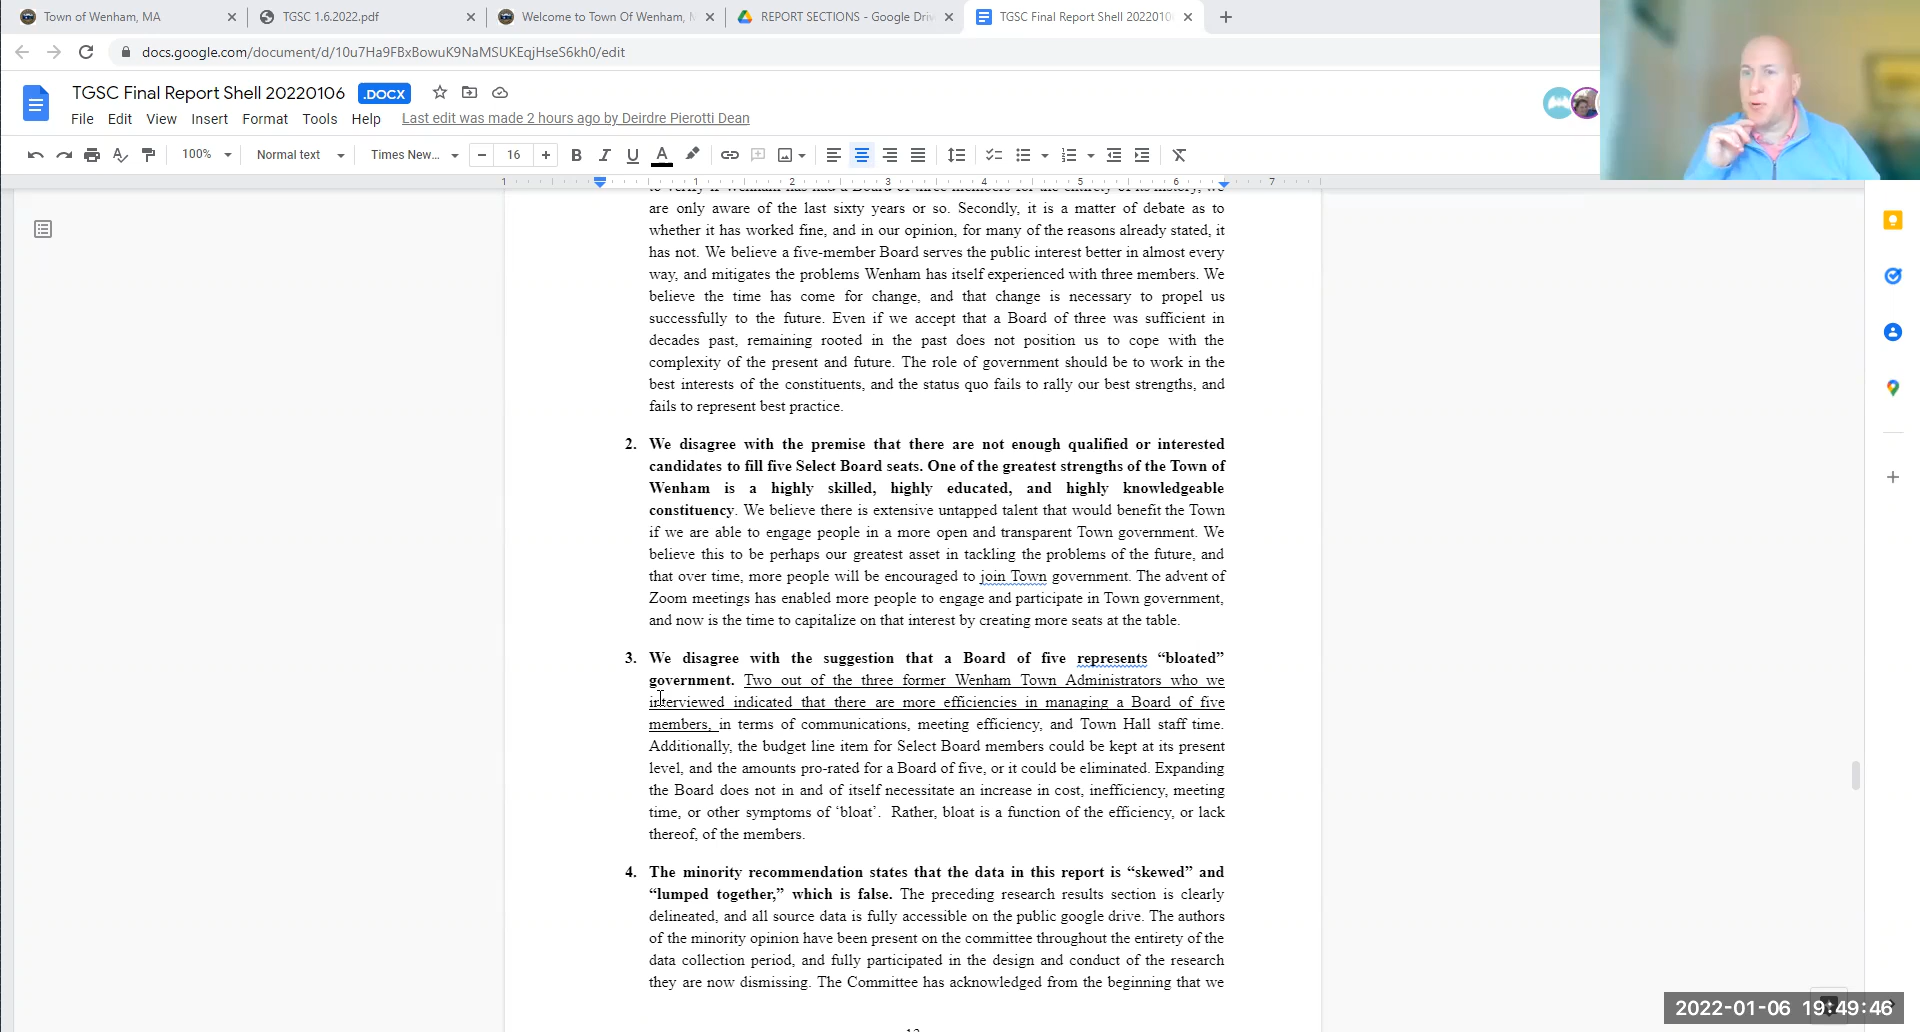 Town of Wenham, MA
TGSC 1.6.2022.pdf
Welcome to Town Of Wenham,
REPORT SECTIONS - Google Driv
TGSC Final Report Shell 2022010
docs.google.com/document/d/10u7Ha9FBxBowuK9NaMSUKEqjHseS6kh0/edit
TGSC Final Report Shell 20220106 .DOCX
File Edit View Insert Format Tools Help Last edit was made 2 hours ago by Deirdre Pierotti Dean
100% Normal text Times New... 16 B I U A
1 1 2 3 4 5 6 7
to verify if Wenham has had a Board of three members for the entirety of its history, we
are only aware of the last sixty years or so. Secondly, it is a matter of debate as to
whether it has worked fine, and in our opinion, for many of the reasons already stated, it
has not. We believe a five-member Board serves the public interest better in almost every
way, and mitigates the problems Wenham has itself experienced with three members. We
believe the time has come for change, and that change is necessary to propel us
successfully to the future. Even if we accept that a Board of three was sufficient in
decades past, remaining rooted in the past does not position us to cope with the
complexity of the present and future. The role of government should be to work in the
best interests of the constituents, and the status quo fails to rally our best strengths, and
fails to represent best practice.
2. We disagree with the premise that there are not enough qualified or interested
candidates to fill five Select Board seats. One of the greatest strengths of the Town of
Wenham is a highly skilled, highly educated, and highly knowledgeable
constituency. We believe there is extensive untapped talent that would benefit the Town
if we are able to engage people in a more open and transparent Town government. We
believe this to be perhaps our greatest asset in tackling the problems of the future, and
that over time, more people will be encouraged to join Town government. The advent of
Zoom meetings has enabled more people to engage and participate in Town government,
and now is the time to capitalize on that interest by creating more seats at the table.
3. We disagree with the suggestion that a Board of five represents “bloated”
government. Two out of the three former Wenham Town Administrators who we
interviewed indicated that there are more efficiencies in managing a Board of five
members, in terms of communications, meeting efficiency, and Town Hall staff time.
Additionally, the budget line item for Select Board members could be kept at its present
level, and the amounts pro-rated for a Board of five, or it could be eliminated. Expanding
the Board does not in and of itself necessitate an increase in cost, inefficiency, meeting
time, or other symptoms of ‘bloat’. Rather, bloat is a function of the efficiency, or lack
thereof, of the members.
4. The minority recommendation states that the data in this report is “skewed” and
“lumped together,” which is false. The preceding research results section is clearly
delineated, and all source data is fully accessible on the public google drive. The authors
of the minority opinion have been present on the committee throughout the entirety of the
data collection period, and fully participated in the design and conduct of the research
they are now dismissing. The Committee has acknowledged from the beginning that we
2022-01-06 19:49:46